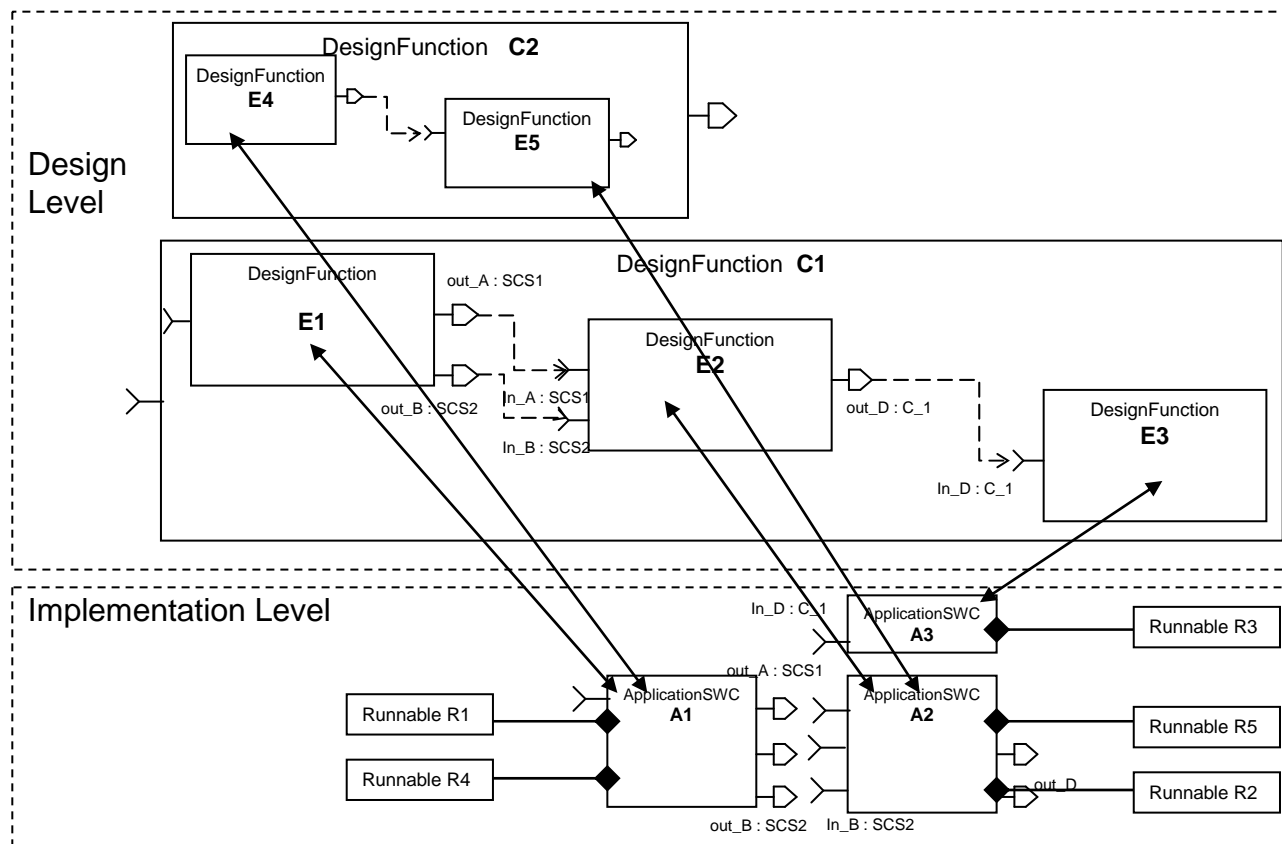 DesignFunction C2
DesignFunction
E4
DesignFunction
E5
Design
Level
DesignFunction C1
DesignFunction
E1
out_A : SCS1
out_B : SCS2
In_A : SCS1
In_B : SCS2
DesignFunction
E2
out_D : C_1
In_D : C_1
DesignFunction
E3
Implementation Level
In_D : C_1
ApplicationSWC
A3
Runnable R3
out_A : SCS1
Runnable R1
Runnable R4
ApplicationSWC
A1
out_B : SCS2
ApplicationSWC
A2
In_B : SCS2
out_D
Runnable R5
Runnable R2